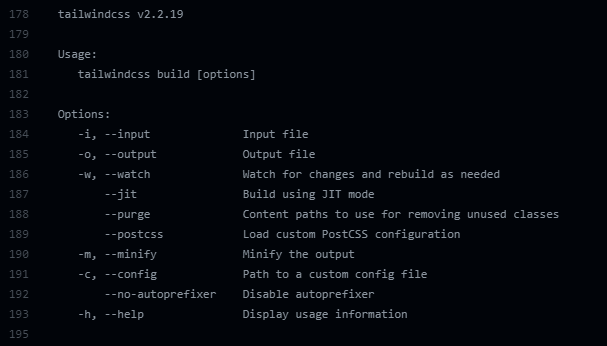 178 tailwindcss v2.2.19
179
180 Usage:
181 tailwindcss build [options]
182
183 Options:
184 -i, --input Input file
185 -o, --output Output file
186 -w, --watch Watch for changes and rebuild as needed
187 --jit Build using JIT mode
188 --purge Content paths to use for removing unused classes
189 --postcss Load custom PostCSS configuration
190 -m, --minify Minify the output
191 -c, --config Path to a custom config file
192 --no-autoprefixer Disable autoprefixer
193 -h, --help Display usage information
195